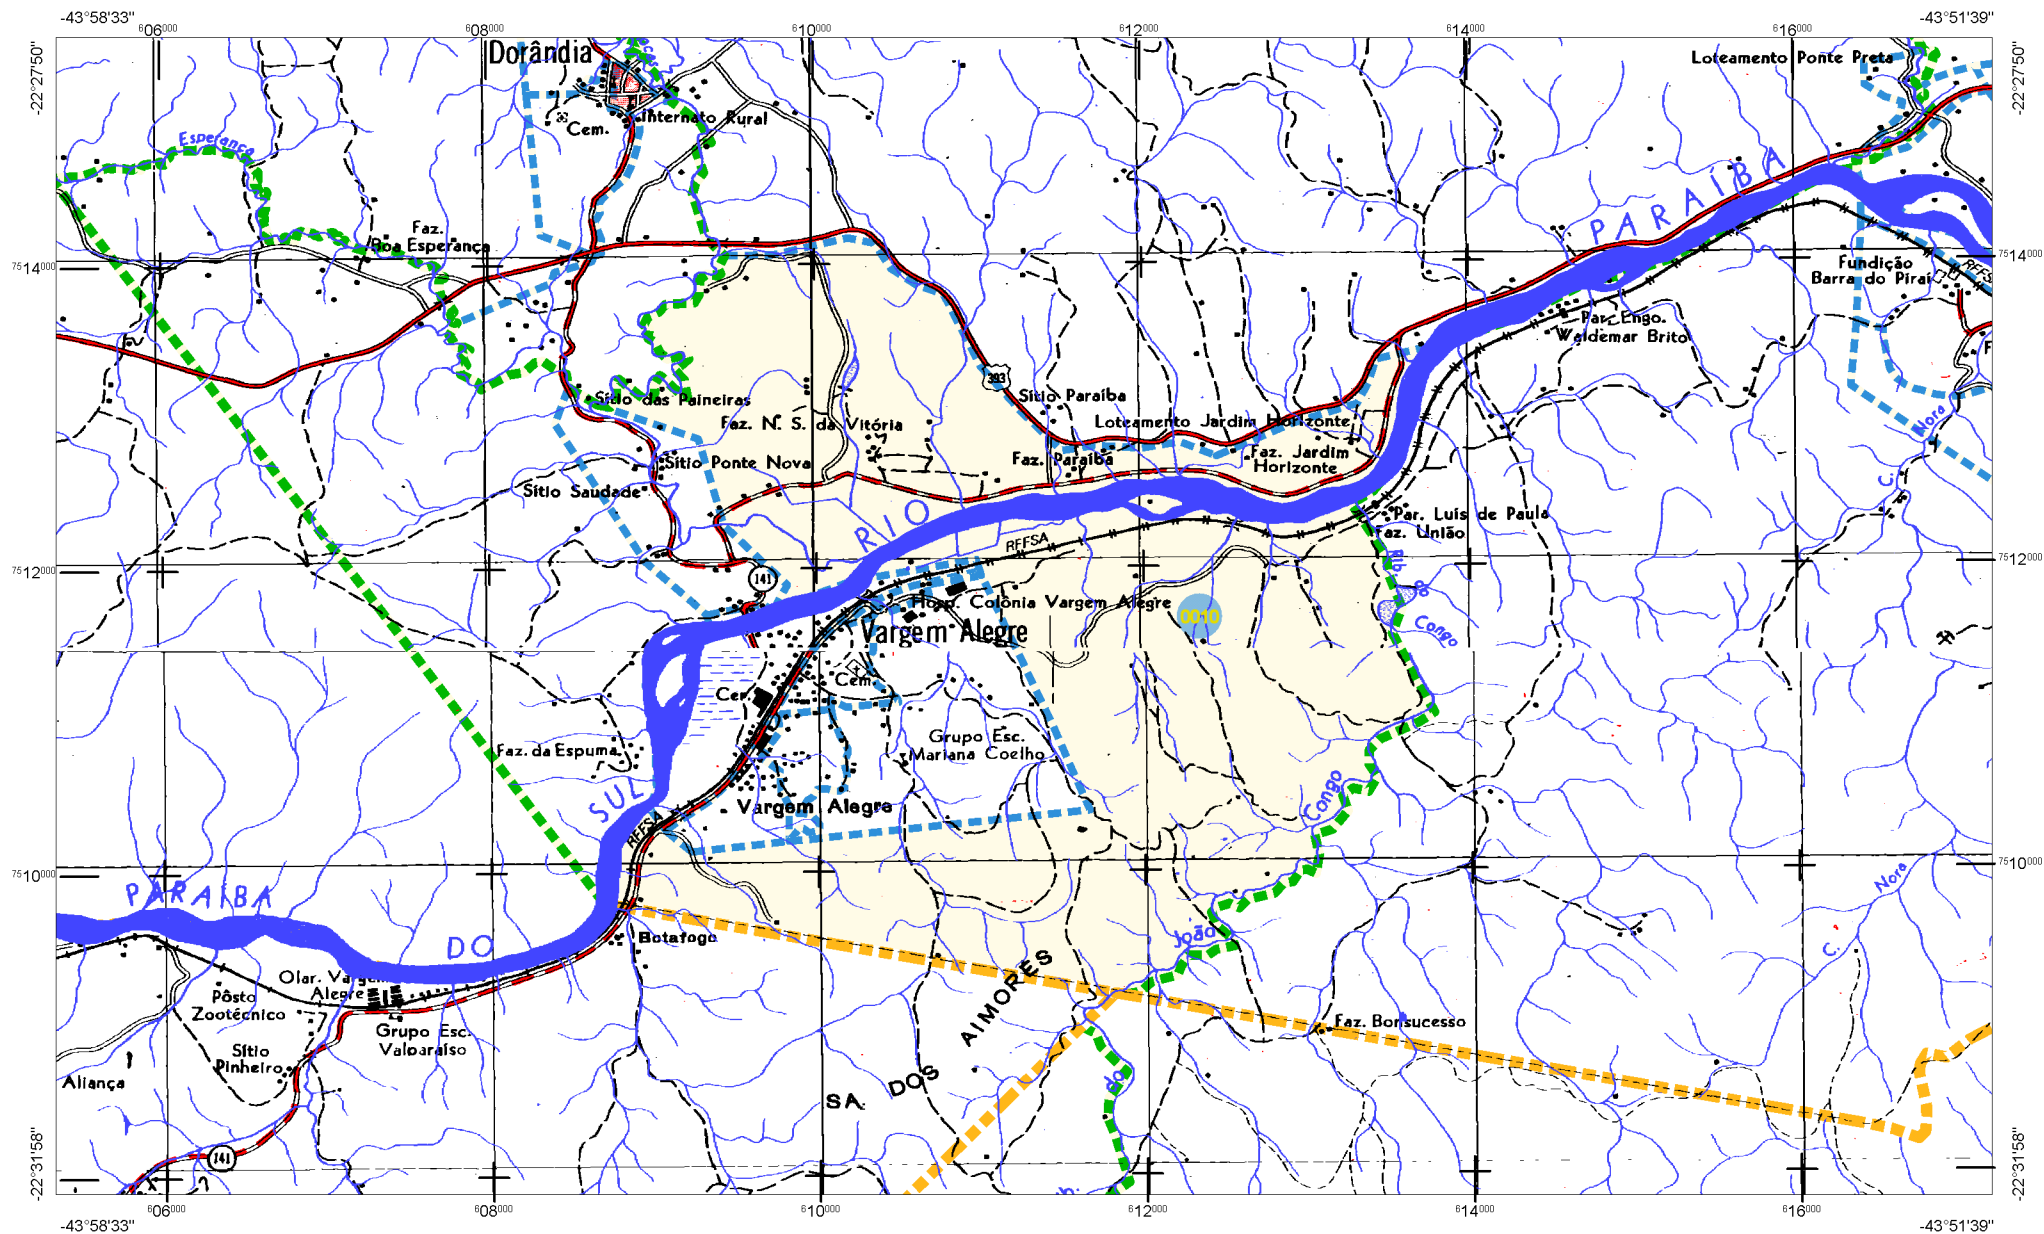 -43°58'33"
-43°51'39"
606000
608000
610000
612000
614000
616000
-22°27'50"
-22°27'50"
Dorândia
Loteamento Ponte Preta
Internato Rural
Cem.
Esperança
PARAÍBA
Faz.
Boa Esperança
7514000
7514000
Fundição
Barra do Piraí
RFFSA
Par. Engo.
Waldemar Brito
393
Sítio das Paineiras
Sítio Paraíba
Faz. N. S. da Vitória
Loteamento Jardim Horizonte
Nora
Sítio Ponte Nova
Faz. Paraíba
Faz. Jardim
Horizonte
Sítio Saudade
C.
RIO
Par. Luís de Paula
Faz. União
RFFSA
7512000
7512000
141
Rib. do
Congo
Hosp. Colônia Vargem Alegre
0010
Vargem Alegre
Cem.
Cer.
Grupo Esc.
Mariana Coelho
Faz. da Espuma
SUL
Vargem Alegre
Congo
RFFSA
7510000
7510000
Nora
PARAÍBA
DO
Botafogo
João
C.
Olar. Vargem
Alegre
Pôsto
Zootécnico
AIMORÉS
Grupo Esc.
Valparaíso
Faz. Bonsucesso
Sítio
Pinheiro
Aliança
do
DOS
SA.
141
-22°31'58"
-22°31'58"
606000
608000
610000
612000
614000
616000
-43°58'33"
-43°51'39"